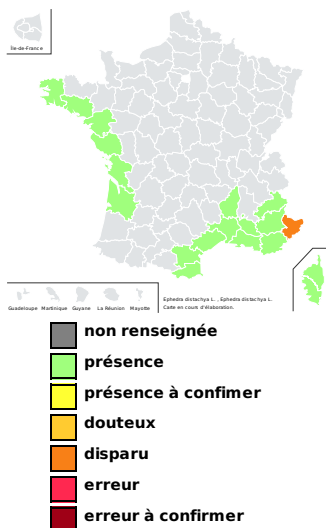 Île-de-France
Guadeloupe Martinique Guyane La Réunion Mayotte
Ephedra distachya L. , Ephedra distachya L.
Carte en cours d'élaboration.
non renseignée
présence
présence à confimer
douteux
disparu
erreur
erreur à confirmer